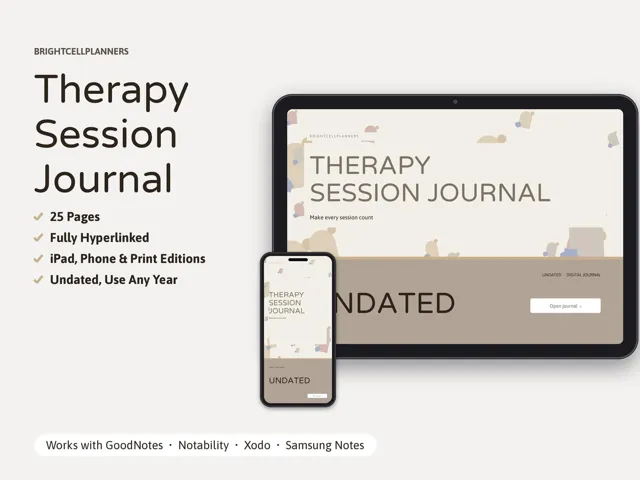 BRIGHTCELLPLANNERS
Therapy
Session
Journal
25 Pages
Fully Hyperlinked
iPad, Phone & Print Editions
Undated, Use Any Year
BRIGHTCELLPLANNERS
THERAPY
SESSION JOURNAL
Make every session count
UNDATED DIGITAL JOURNAL
NDATED
Open journal →
THERAPY
SESSION
JOURNAL
UNDATED
Works with GoodNotes · Notability · Xodo · Samsung Notes